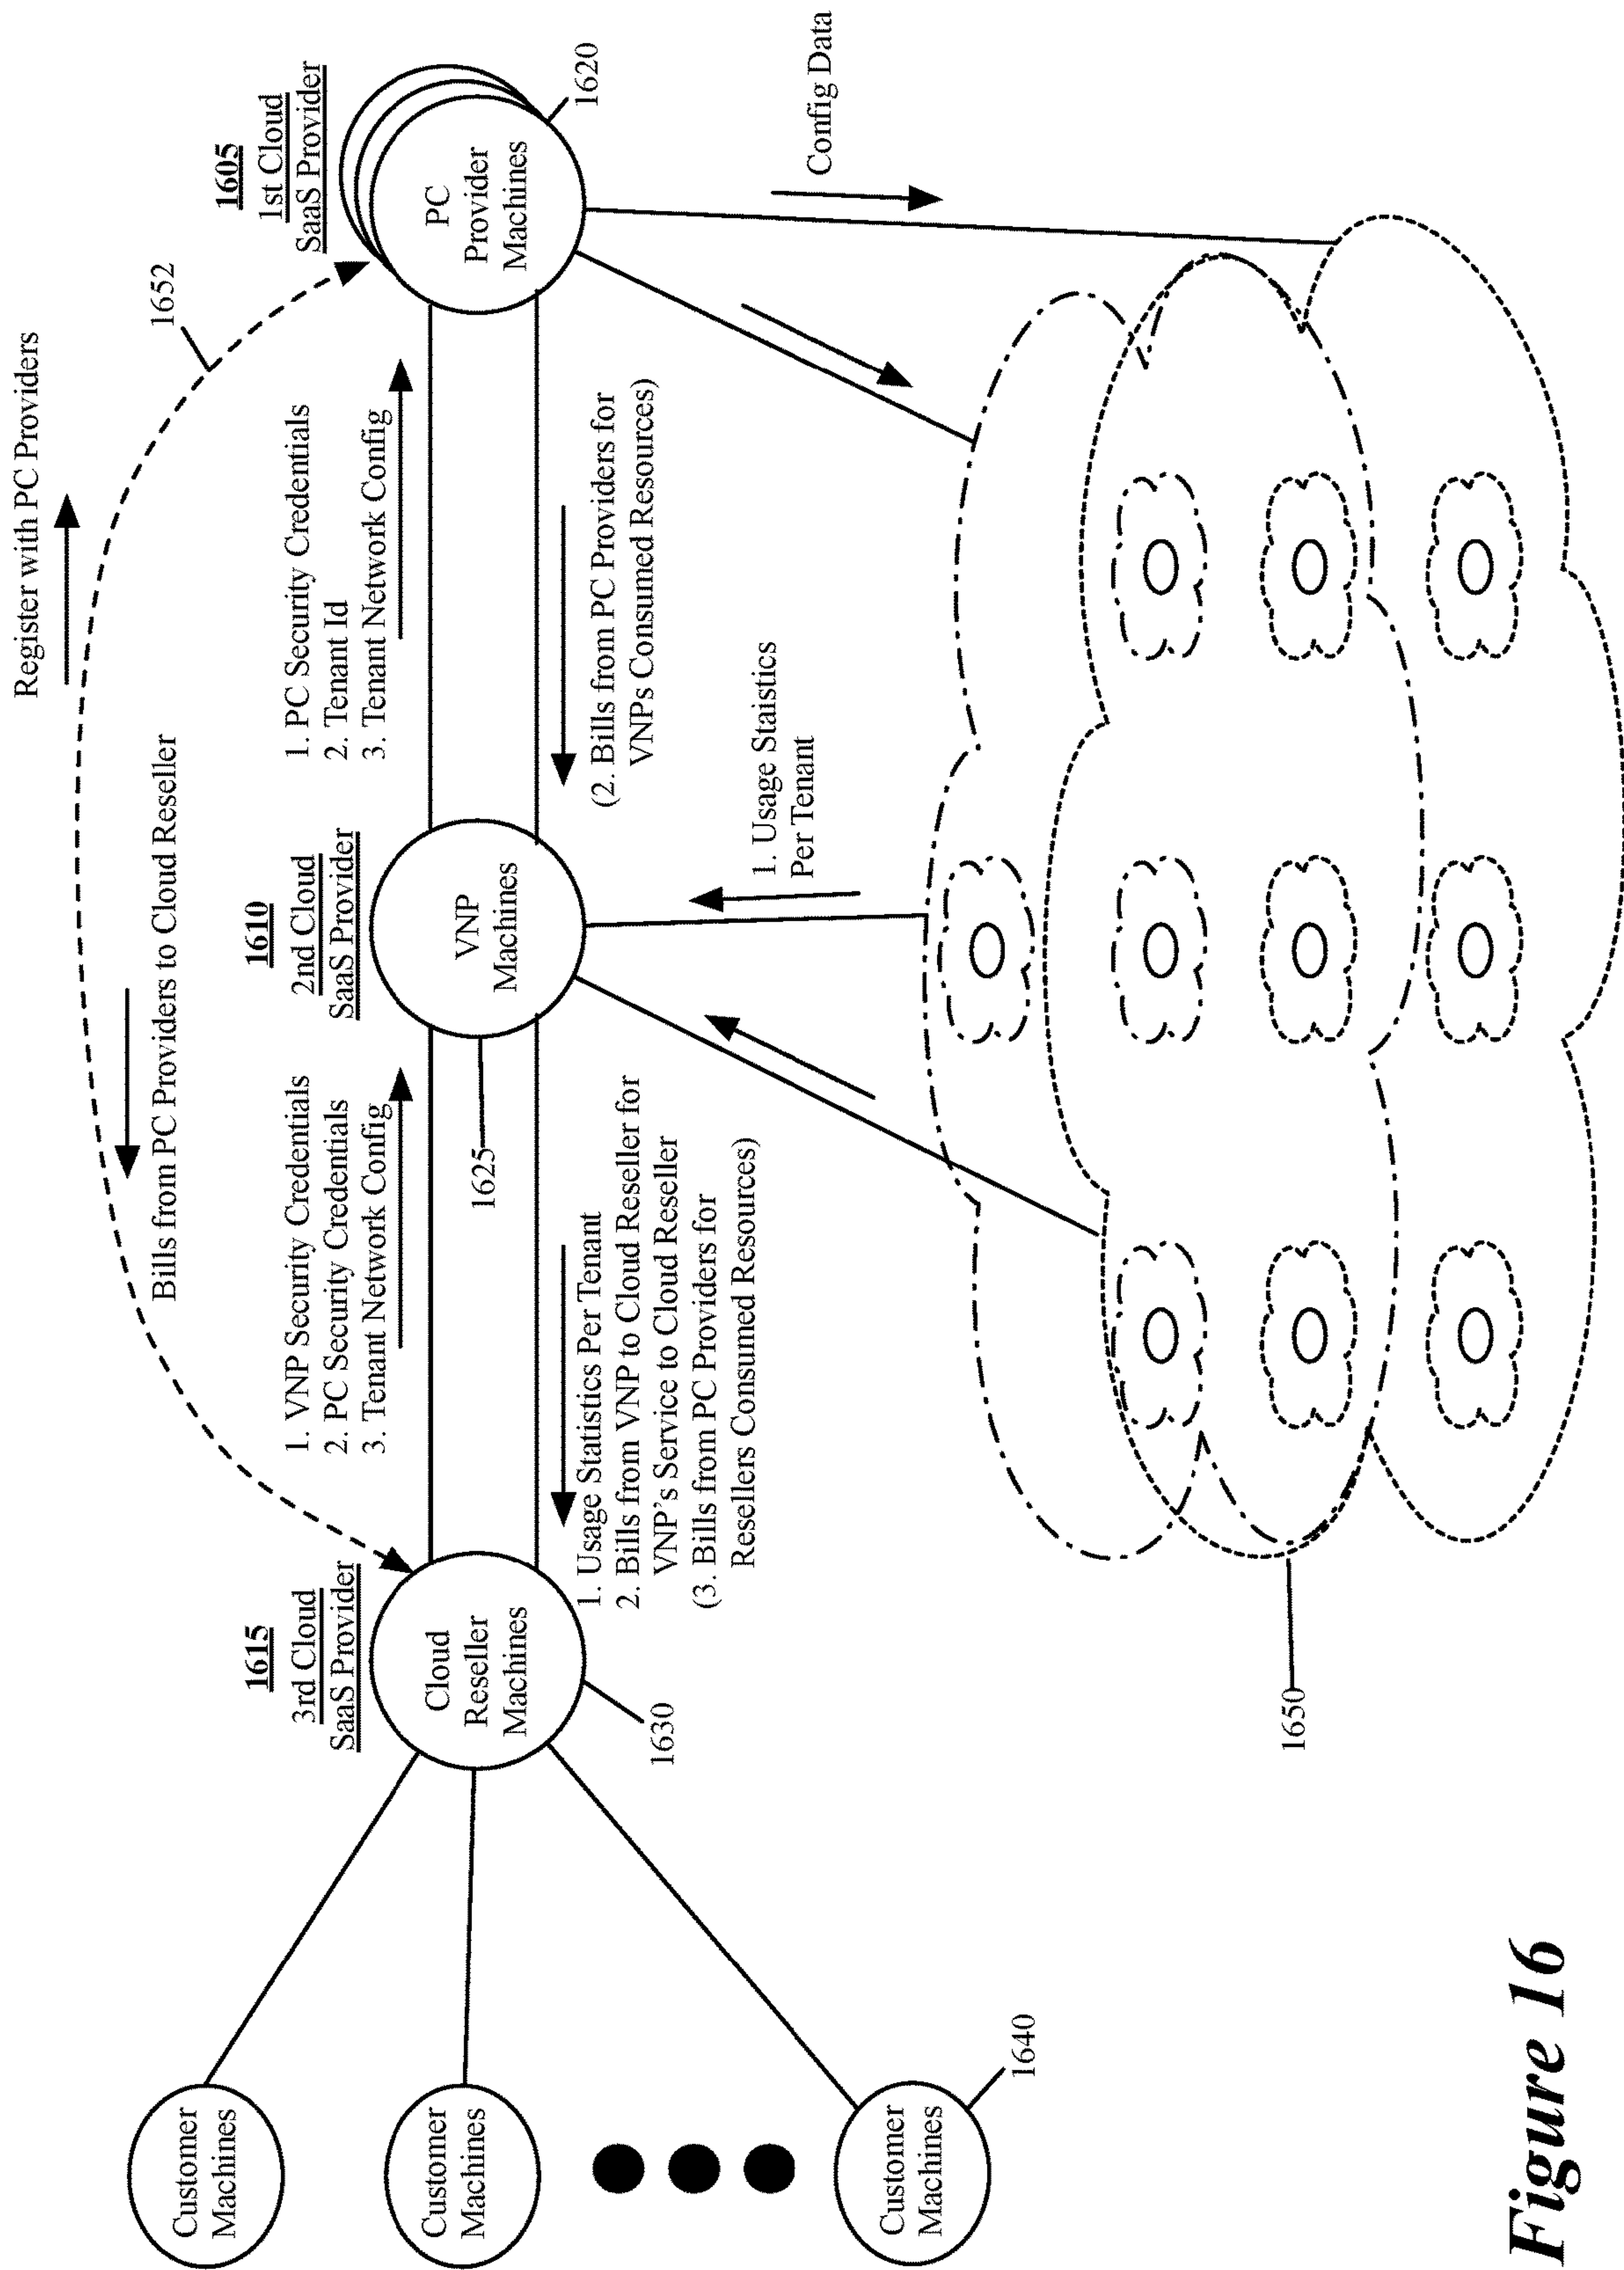 Register with PC Providers
1652
Bills from PC Providers to Cloud Reseller
1615
3rd Cloud
SaaS Provider
1610
2nd Cloud
SaaS Provider
1605
1st Cloud
SaaS Provider
1. VNP Security Credentials
2. PC Security Credentials
3. Tenant Network Config
1. PC Security Credentials
2. Tenant Id
3. Tenant Network Config
Customer
Machines
Customer
Machines
Customer
Machines
1640
Cloud
Reseller
Machines
1630
VNP
Machines
1625
PC
Provider
Machines
1620
1. Usage Statistics Per Tenant
2. Bills from VNP to Cloud Reseller for
VNP's Service to Cloud Reseller
(3. Bills from PC Providers for
Resellers Consumed Resources)
(2. Bills from PC Providers for
VNPs Consumed Resources)
1. Usage Staistics
Per Tenant
Config Data
1650
Figure 16